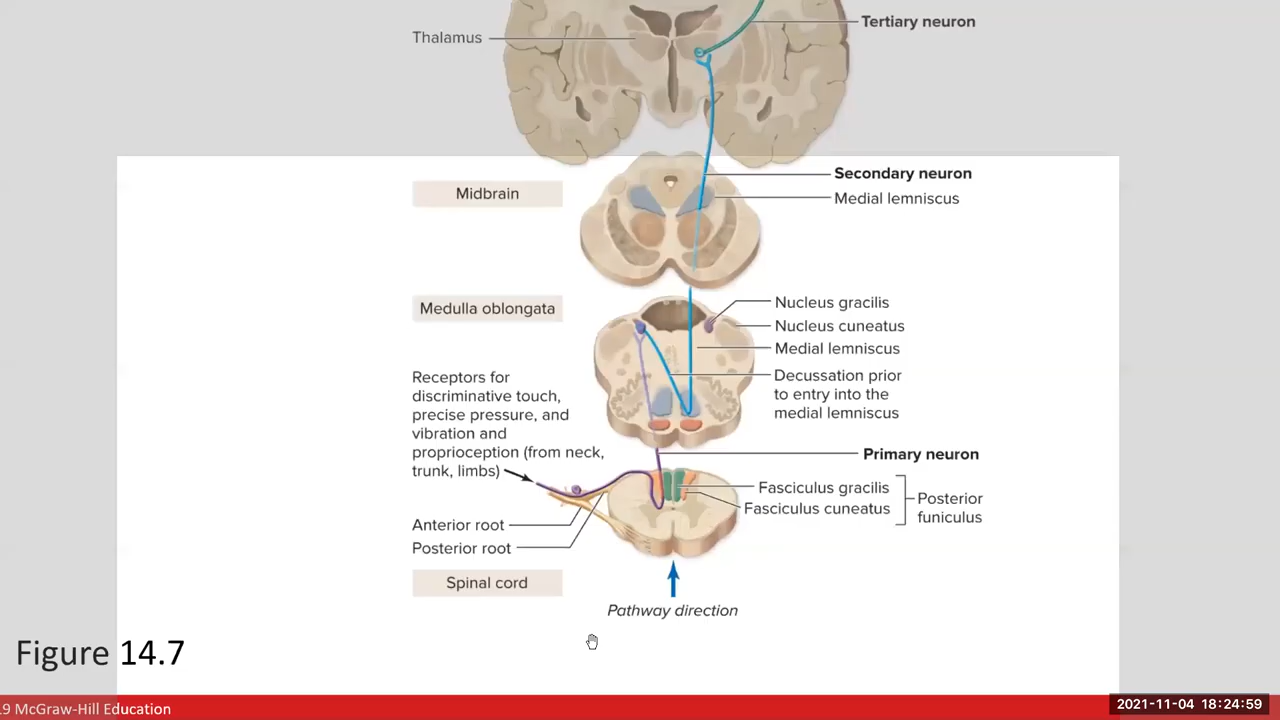 Tertiary neuron
Thalamus
Secondary neuron
Midbrain
Medial lemniscus
Nucleus gracilis
Medulla oblongata
Nucleus cuneatus
Medial lemniscus
Decussation prior
to entry into the
medial lemniscus
Receptors for
discriminative touch,
precise pressure, and
vibration and
proprioception (from neck,
trunk, limbs)
Primary neuron
Fasciculus gracilis
Fasciculus cuneatus
Posterior
funiculus
Anterior root
Posterior root
Spinal cord
Pathway direction
Figure 14.7
.9 McGraw-Hill Education
2021-11-04 18:24:59